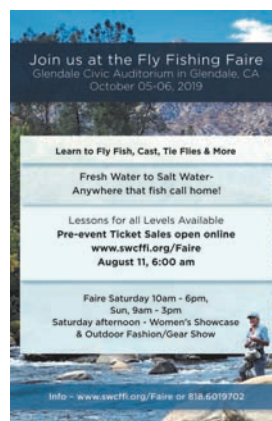 Join us at the Fly Fishing Faire
Glendale Civic Auditorium in Glendale, CA
October 05-06, 2019
Learn to Fly Fish, Cast, Tie Flies & More
Fresh Water to Salt Water-
Anywhere that fish call home!
Lessons for all Levels Available
Pre-event Ticket Sales open online
www.swcffi.org/Faire
August 11, 6:00 am
Faire Saturday 10am - 6pm,
Sun, 9am - 3pm
Saturday afternoon - Women's Showcase
& Outdoor Fashion/Gear Show
Info - www.swcffi.org/Faire or 818.6019702